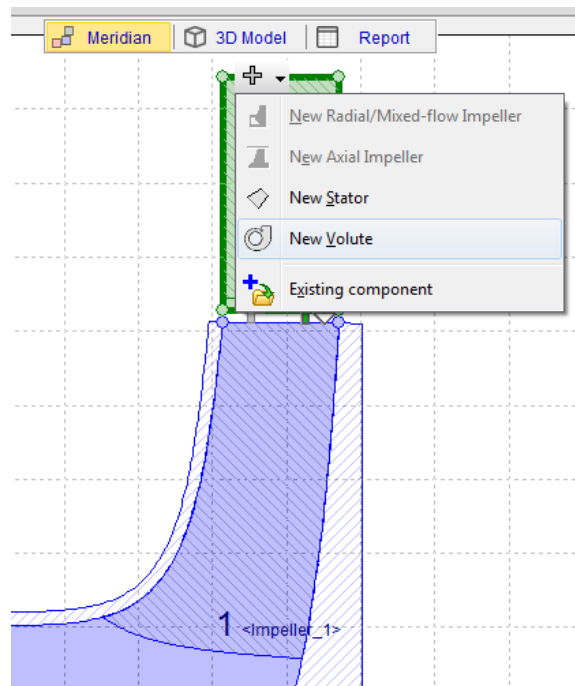 Meridian 3D Model Report
New Radial/Mixed-flow Impeller
New Axial Impeller
New Stator
New Volute
Existing component
1 <Impeller_1>